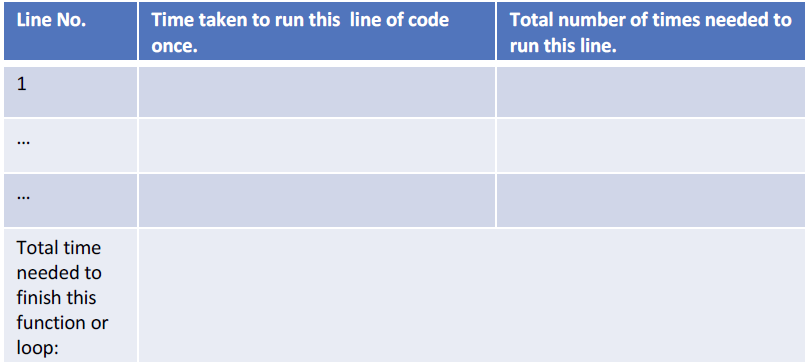 Line No.
Time taken to run this line of code
once.
Total number of times needed to
run this line.
1
...
...
Total time
needed to
finish this
function or
loop: